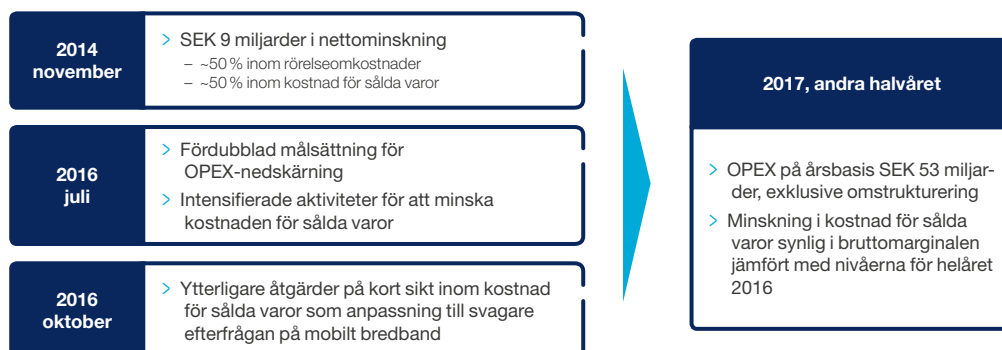 2014
november
> SEK 9 miljarder i nettominskning
– ~50 % inom rörelseomkostnader
– ~50 % inom kostnad för sålda varor
2016
juli
> Fördubblad målsättning för
OPEX-nedskärning
> Intensifierade aktiviteter för att minska
kostnaden för sålda varor
2016
oktober
> Ytterligare åtgärder på kort sikt inom kostnad
för sålda varor som anpassning till svagare
efterfrågan på mobilt bredband
2017, andra halvåret
> OPEX på årsbasis SEK 53 miljar-
der, exklusive omstrukturering
> Minskning i kostnad för sålda
varor synlig i bruttomarginalen
jämfört med nivåerna för helåret
2016